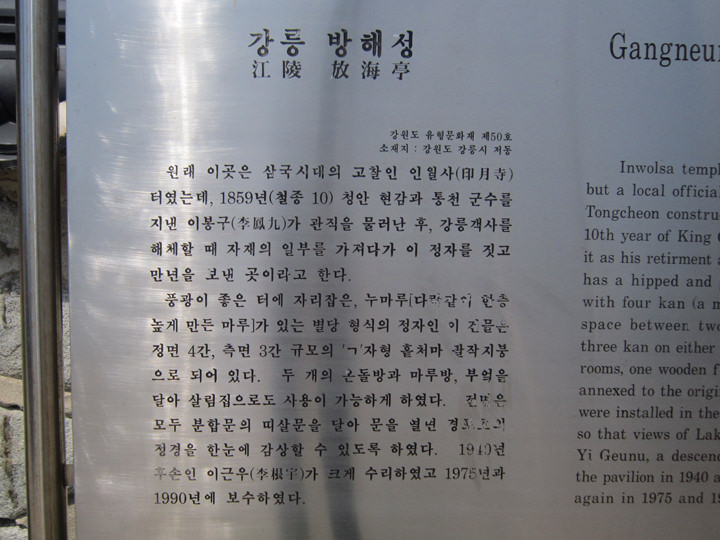 강릉 방해정
江陵 放海亭
강원도 유형문화재 제50호
소재지 : 강원도 강릉시 저동
원래 이곳은 삼국시대의 고찰인 인월사(印月寺)
터였는데, 1859년(철종 10) 청안 현감과 통천 군수를
지낸 이봉구(李鳳九)가 관직을 물러난 후, 강릉객사를
해체할 때 자재의 일부를 가져다가 이 정자를 짓고
만년을 보낸 곳이라고 한다.
풍광이 좋은 터에 자리잡은, 누마루[다락같이 한층
높게 만든 마루]가 있는 별당 형식의 정자인 이 건물은
정면 4간, 측면 3간 규모의 'ㄱ'자형 홑처마 팔작지붕
으로 되어 있다. 두 개의 온돌방과 마루방, 부엌을
달아 살림집으로도 사용이 가능하게 하였다. 전면은
모두 분합문의 띠살문을 달아 문을 열면 경포호의
정경을 한눈에 감상할 수 있도록 하였다. 1940년
후손인 이근우(李根宇)가 크게 수리하였고 1975년과
1990년에 보수하였다.
Gangneu
Inwolsa templ
but a local officia
Tongcheon constru
10th year of King
it as his retirment a
has a hipped and
with four kan (a m
space between two
three kan on either
rooms, one wooden f
annexed to the origi
were installed in the
so that views of Lak
Yi Geunu, a descend
the pavilion in 1940 a
again in 1975 and 19